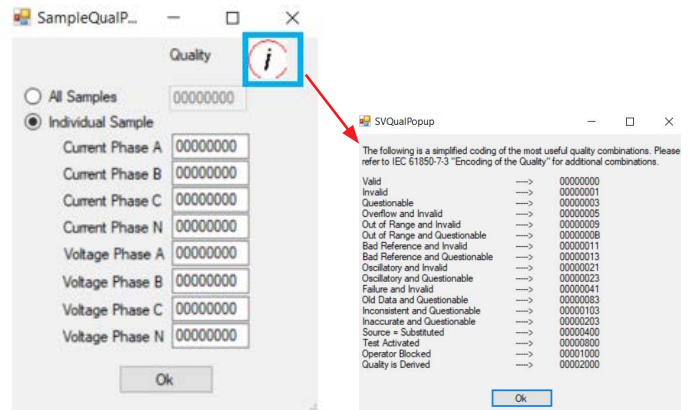 SampleQualP...
Quality
i
All Samples 00000000
Individual Sample
Current Phase A 00000000
Current Phase B 00000000
Current Phase C 00000000
Current Phase N 00000000
Voltage Phase A 00000000
Voltage Phase B 00000000
Voltage Phase C 00000000
Voltage Phase N 00000000
Ok
SVQualPopup
The following is a simplified coding of the most useful quality combinations. Please
refer to IEC 61850-7-3 "Encoding of the Quality" for additional combinations.
Valid ----> 00000000
Invalid ----> 00000001
Questionable ----> 00000003
Overflow and Invalid ----> 00000005
Out of Range and Invalid ----> 00000009
Out of Range and Questionable ----> 0000000B
Bad Reference and Invalid ----> 00000011
Bad Reference and Questionable ----> 00000013
Oscillatory and Invalid ----> 00000021
Oscillatory and Questionable ----> 00000023
Failure and Invalid ----> 00000041
Old Data and Questionable ----> 00000083
Inconsistent and Questionable ----> 00000103
Inaccurate and Questionable ----> 00000203
Source = Substitute ----> 00000400
Test Activated ----> 00000800
Operator Blocked ----> 00001000
Quality is Derived ----> 00002000
Ok